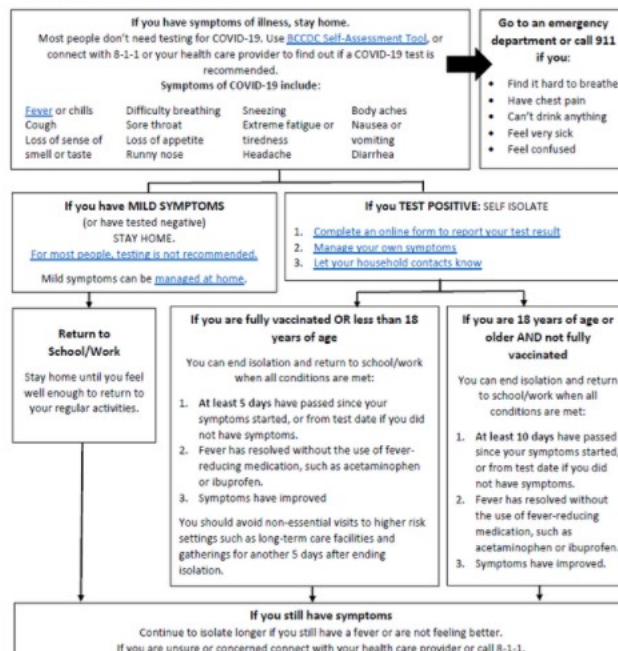 If you have symptoms of illness, stay home.
Most people don't need testing for COVID-19. Use BCCDC Self-Assessment Tool, or
connect with 8-1-1 or your health care provider to find out if a COVID-19 test is
recommended.
Symptoms of COVID-19 include:
Fever or chills
Cough
Loss of sense of
smell or taste
Difficulty breathing
Sore throat
Loss of appetite
Runny nose
Sneezing
Extreme fatigue or
tiredness
Headache
Body aches
Nausea or
vomiting
Diarrhea
Go to an emergency
department or call 911
if you:
• Find it hard to breathe
• Have chest pain
• Can't drink anything
• Feel very sick
• Feel confused
If you have MILD SYMPTOMS
(or have tested negative)
STAY HOME.
For most people, testing is not recommended.
Mild symptoms can be managed at home.
If you TEST POSITIVE: SELF ISOLATE
1. Complete an online form to report your test result
2. Manage your own symptoms
3. Let your household contacts know
Return to
School/Work
Stay home until you feel
well enough to return to
your regular activities.
If you are fully vaccinated OR less than 18
years of age
You can end isolation and return to school/work
when all conditions are met:
1. At least 5 days have passed since your
symptoms started, or from test date if you did
not have symptoms.
2. Fever has resolved without the use of fever-
reducing medication, such as acetaminophen
or ibuprofen.
3. Symptoms have improved
You should avoid non-essential visits to higher risk
settings such as long-term care facilities and
gatherings for another 5 days after ending
isolation.
If you are 18 years of age or
older AND not fully
vaccinated
You can end isolation and return
to school/work when all
conditions are met:
1. At least 10 days have passed
since your symptoms started,
or from test date if you did
not have symptoms.
2. Fever has resolved without
the use of fever-reducing
medication, such as
acetaminophen or ibuprofen.
3. Symptoms have improved.
If you still have symptoms
Continue to isolate longer if you still have a fever or are not feeling better.
If you are unsure or concerned connect with your health care provider or call 8-1-1.